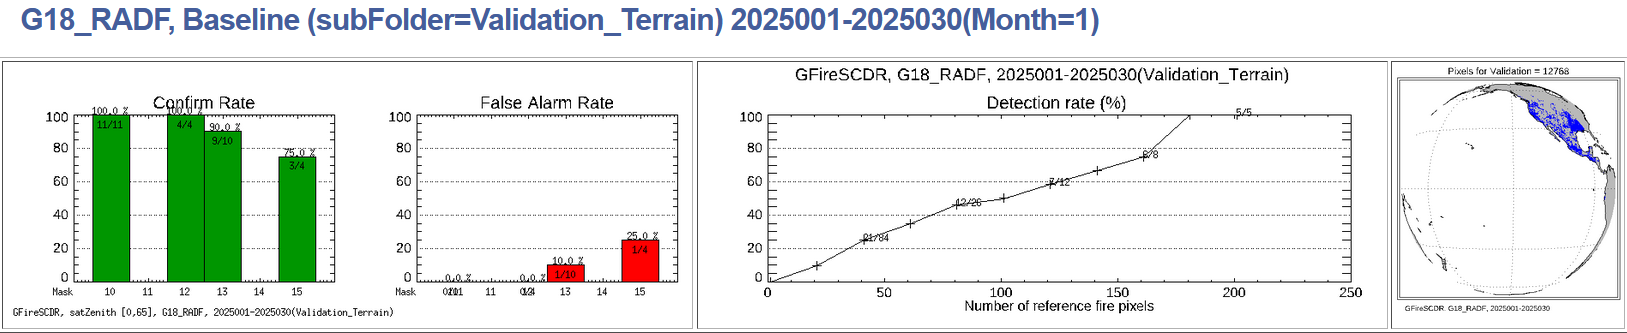 G18_RADF, Baseline (subFolder=Validation_Terrain) 2025001-2025030(Month=1)
Confirm Rate
100.0 % 100.0 % 90.0 % 75.0 %
11/11 4/4 9/10 3/4
100
80
60
40
20
0
Mask 10 11 12 13 14 15
False Alarm Rate
0.0 % 0.0 % 10.0 % 25.0 %
1/10 1/4
100
80
60
40
20
0
Mask 11 13 14 15
GFireSCDR, satZenith [0,65], G18_RADF, 2025001-2025030(Validation_Terrain)
GFireSCDR, G18_RADF, 2025001-2025030(Validation_Terrain)
Detection rate (%)
100
80
60
40
20
0
21/84 12/26 7/12 6/8 5/5
0 50 100 150 200 250
Number of reference fire pixels
Pixels for Validation = 12768
GFireSCDR, G18_RADF, 2025001-2025030